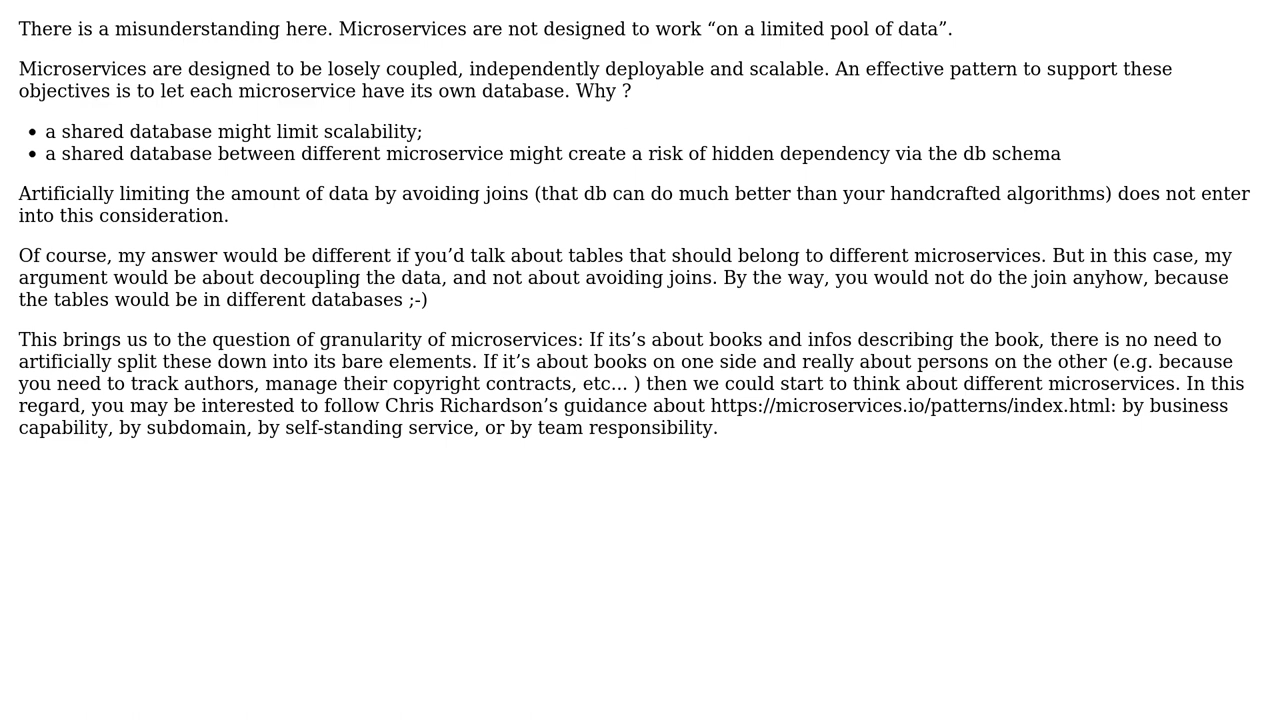 There is a misunderstanding here. Microservices are not designed to work “on a limited pool of data”.
Microservices are designed to be losely coupled, independently deployable and scalable. An effective pattern to support these
objectives is to let each microservice have its own database. Why ?
• a shared database might limit scalability;
• a shared database between different microservice might create a risk of hidden dependency via the db schema
Artificially limiting the amount of data by avoiding joins (that db can do much better than your handcrafted algorithms) does not enter
into this consideration.
Of course, my answer would be different if you’d talk about tables that should belong to different microservices. But in this case, my
argument would be about decoupling the data, and not about avoiding joins. By the way, you would not do the join anyhow, because
the tables would be in different databases ;-)
This brings us to the question of granularity of microservices: If its’s about books and infos describing the book, there is no need to
artificially split these down into its bare elements. If it’s about books on one side and really about persons on the other (e.g. because
you need to track authors, manage their copyright contracts, etc... ) then we could start to think about different microservices. In this
regard, you may be interested to follow Chris Richardson’s guidance about https://microservices.io/patterns/index.html: by business
capability, by subdomain, by self-standing service, or by team responsibility.